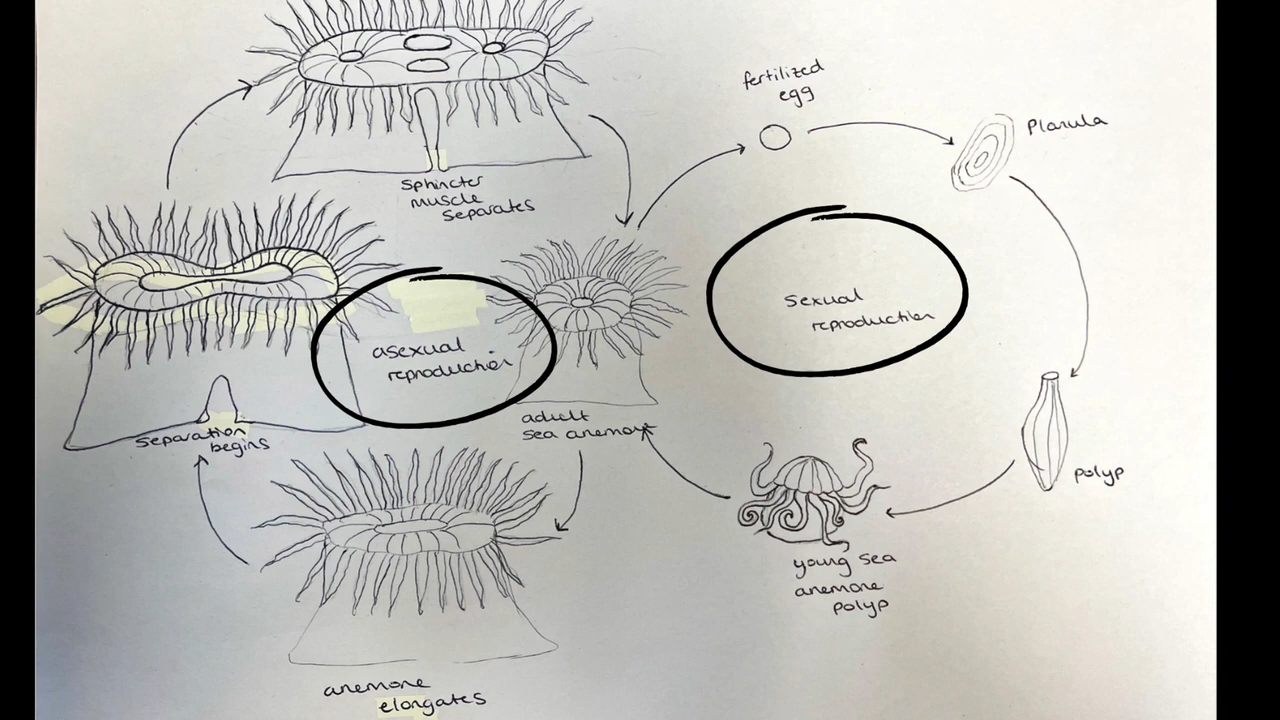 fertilized
egg
Planula
sphincter
muscle
separates
sexual
reproduction
asexual
reproduction
adult
sea anemone
separation
begins
polyp
young sea
anemone
polyp
anemone
elongates